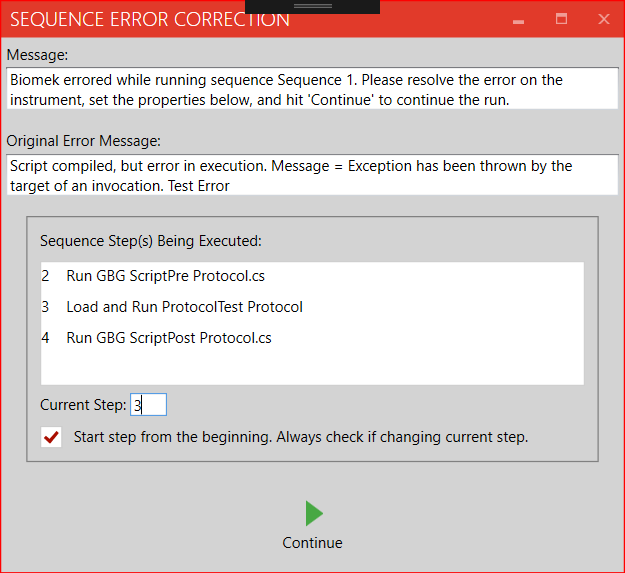 SEQUENCE ERROR CORRECTION
Message:
Biomek errored while running sequence Sequence 1. Please resolve the error on the
instrument, set the properties below, and hit 'Continue' to continue the run.
Original Error Message:
Script compiled, but error in execution. Message = Exception has been thrown by the
target of an invocation. Test Error
Sequence Step(s) Being Executed:
2 Run GBG ScriptPre Protocol.cs
3 Load and Run ProtocolTest Protocol
4 Run GBG ScriptPost Protocol.cs
Current Step: 3
Start step from the beginning. Always check if changing current step.
Continue